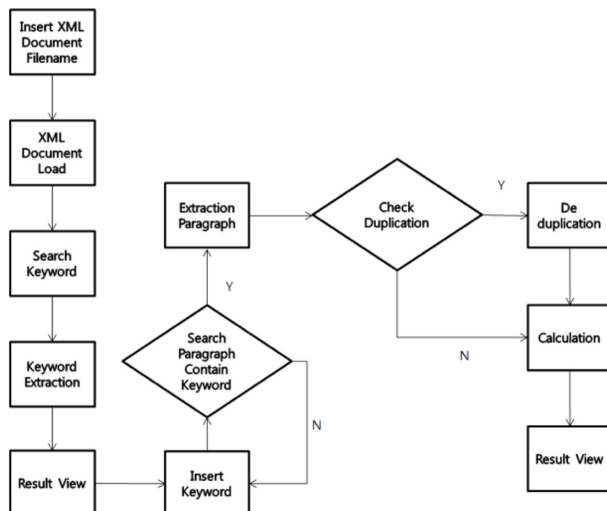 Insert XML
Document
Filename
XML
Document
Load
Search
Keyword
Keyword
Extraction
Result View
Insert
Keyword
Search
Paragraph
Contain
Keyword
N
Y
Extraction
Paragraph
Check
Duplication
Y
N
De
duplication
Calculation
Result View